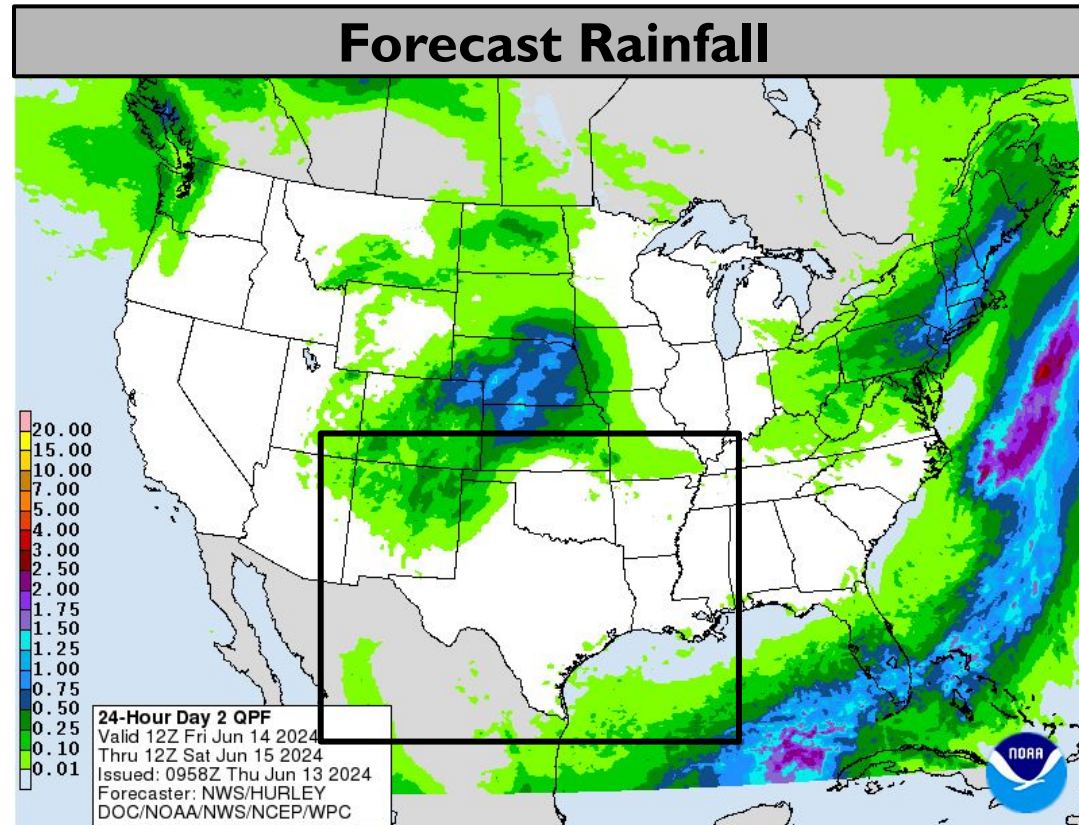 Forecast Rainfall
20.00
15.00
10.00
7.00
5.00
4.00
3.00
2.50
2.00
1.75
1.50
1.25
1.00
0.75
0.50
0.25
0.10
0.01
24-Hour Day 2 QPF
Valid 12Z Fri Jun 14 2024
Thru 12Z Sat Jun 15 2024
Issued: 0958Z Thu Jun 13 2024
Forecaster: NWS/HURLEY
DOC/NOAA/NWS/NCEP/WPC
NOAA